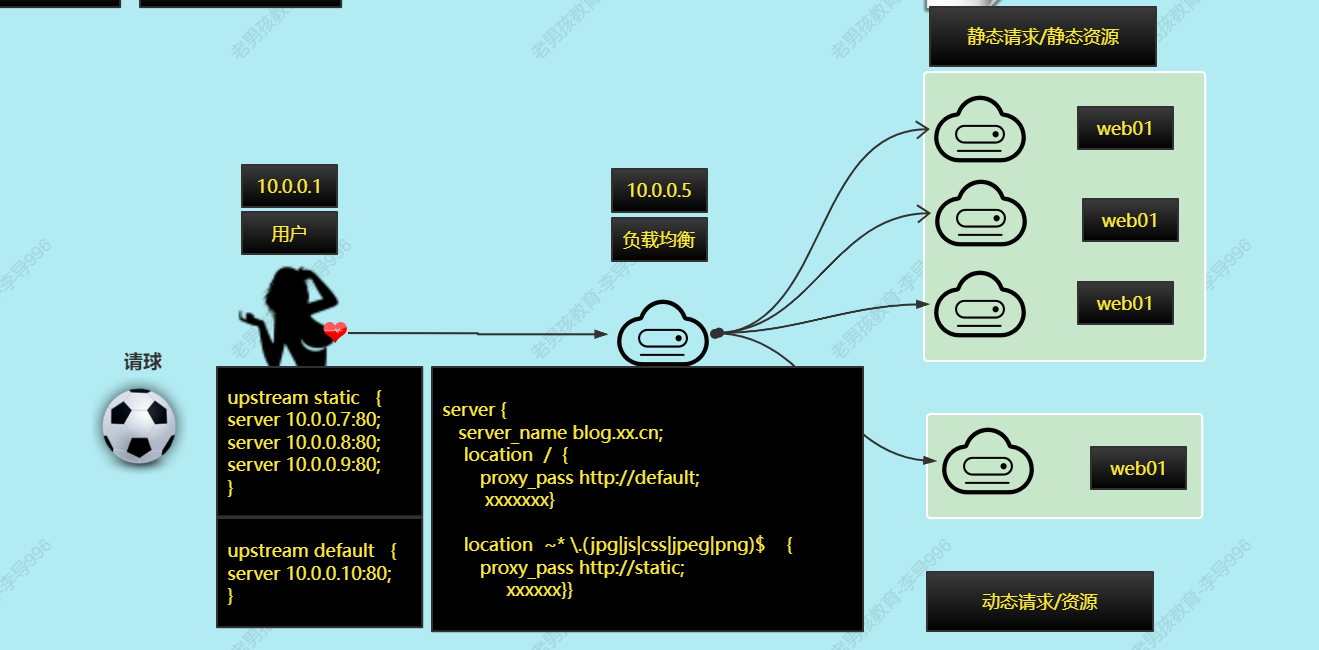 静态请求/静态资源
web01
web01
web01
10.0.0.1
用户
10.0.0.5
负载均衡
请球
upstream static {
server 10.0.0.7:80;
server 10.0.0.8:80;
server 10.0.0.9:80;
}
upstream default {
server 10.0.0.10:80;
}
server {
server_name blog.xx.cn;
location / {
proxy_pass http://default;
xxxxxxx}
location ~* \.(jpg|js|css|jpeg|png)$ {
proxy_pass http://static;
xxxxxx}}
web01
动态请求/资源
老男孩教育-李导996